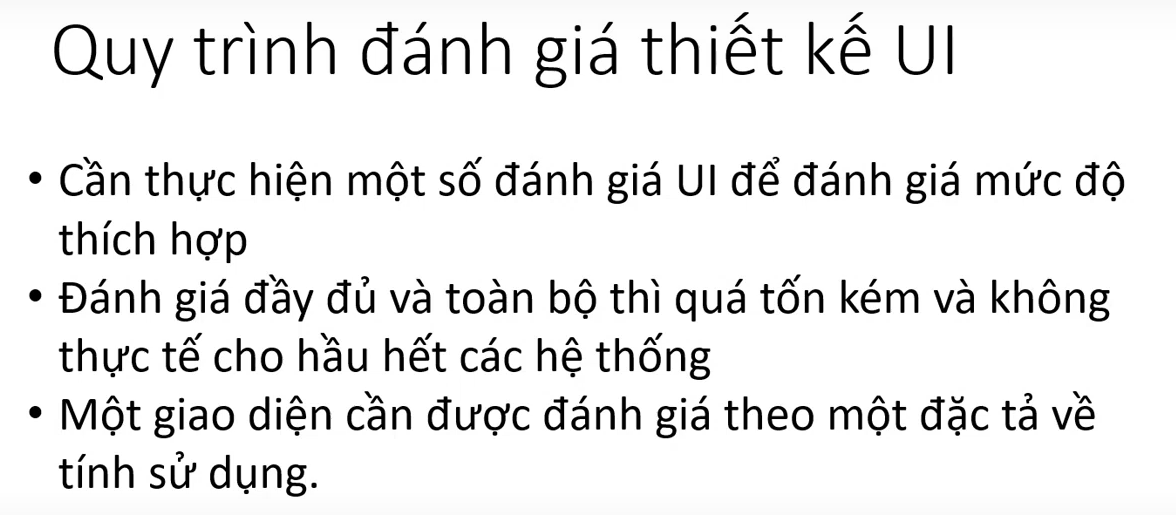 Quy trình đánh giá thiết kế UI
• Cần thực hiện một số đánh giá UI để đánh giá mức độ
thích hợp
• Đánh giá đầy đủ và toàn bộ thì quá tốn kém và không
thực tế cho hầu hết các hệ thống
• Một giao diện cần được đánh giá theo một đặc tả về
tính sử dụng.